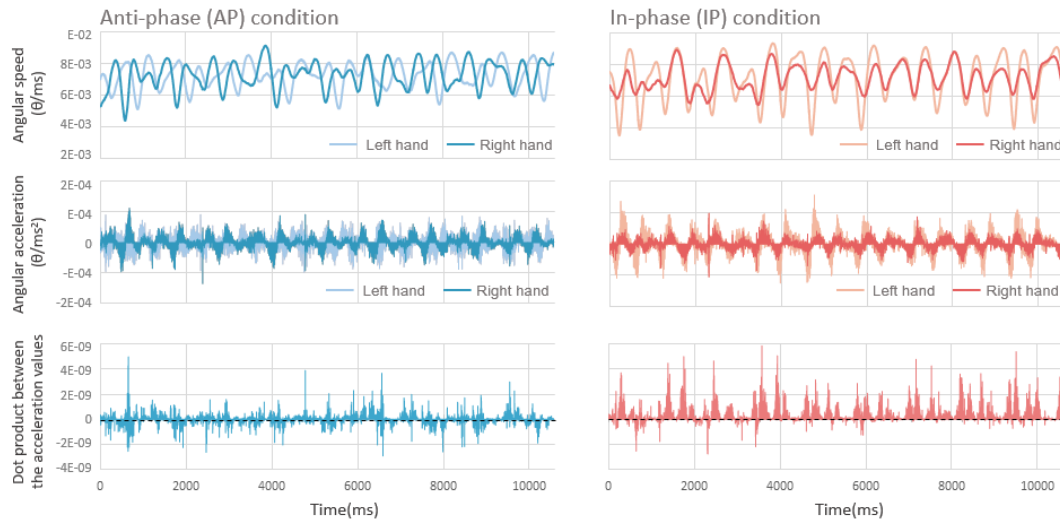 Anti-phase (AP) condition
In-phase (IP) condition
Angular speed
(θ/ms)
E-02
8E-03
6E-03
4E-03
2E-03
Left hand
Right hand
Left hand
Right hand
Angular acceleration
(θ/ms²)
2E-04
E-04
0
-E-04
-2E-04
Left hand
Right hand
Left hand
Right hand
Dot product between
the acceleration values
6E-09
4E-09
2E-09
0
-2E-09
-4E-09
0
2000
4000
6000
8000
10000
0
2000
4000
6000
8000
10000
Time(ms)
Time(ms)